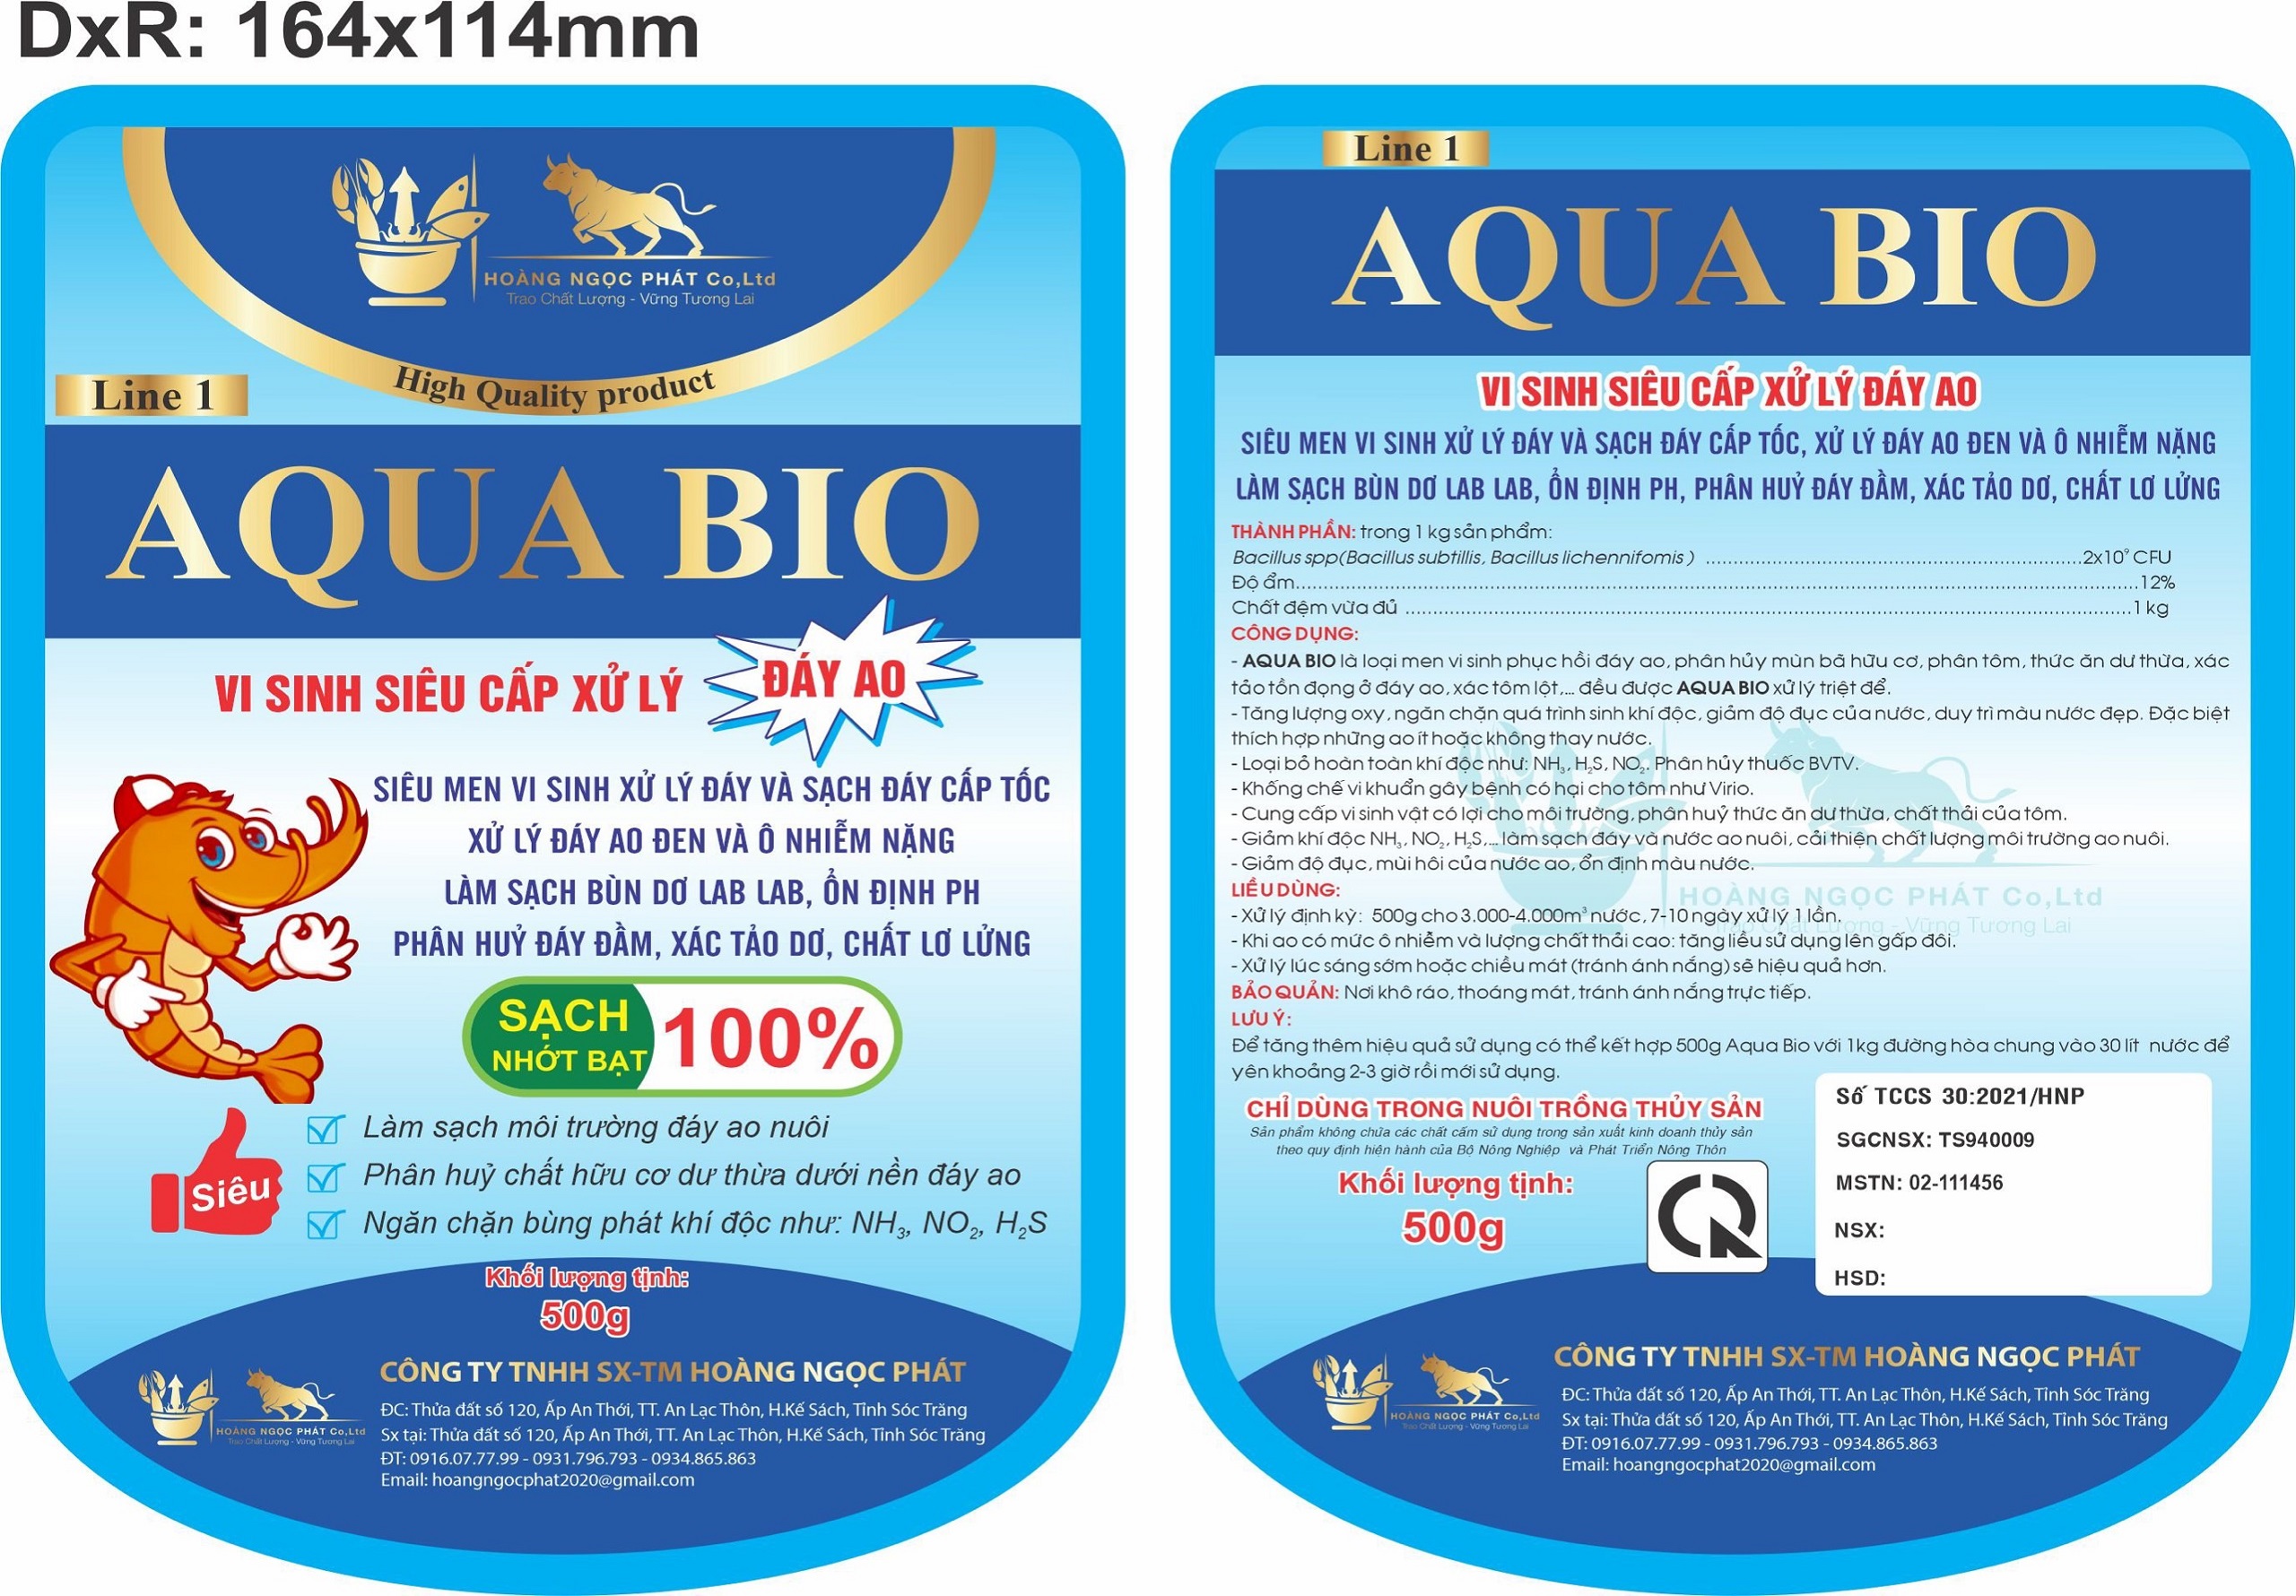 DxR: 164x114mm
HOÀNG NGỌC PHÁT Co,Ltd
Trao Chất Lượng - Vững Tương Lai
High Quality product
Line 1
AQUA BIO
VI SINH SIÊU CẤP XỬ LÝ
ĐÁY AO
SIÊU MEN VI SINH XỬ LÝ ĐÁY VÀ SẠCH ĐÁY CẤP TỐC
XỬ LÝ ĐÁY AO ĐEN VÀ Ô NHIỄM NẶNG
LÀM SẠCH BÙN DƠ LAB LAB, ỔN ĐỊNH PH
PHÂN HUỶ ĐÁY ĐẦM, XÁC TẢO DƠ, CHẤT LƠ LỬNG
SẠCH
NHỚT BẠT
100%
Siêu
Làm sạch môi trường đáy ao nuôi
Phân huỷ chất hữu cơ dư thừa dưới nền đáy ao
Ngăn chặn bùng phát khí độc như: NH₃, NO₂, H₂S
Khối lượng tịnh:
500g
HOÀNG NGỌC PHÁT Co,Ltd
Trao Chất Lượng - Vững Tương Lai
CÔNG TY TNHH SX-TM HOÀNG NGỌC PHÁT
ĐC: Thửa đất số 120, Ấp An Thới, TT. An Lạc Thôn, H.Kế Sách, Tỉnh Sóc Trăng
Sx tại: Thửa đất số 120, Ấp An Thới, TT. An Lạc Thôn, H.Kế Sách, Tỉnh Sóc Trăng
ĐT: 0916.07.77.99 - 0931.796.793 - 0934.865.863
Email: hoangngocphat2020@gmail.com
Line 1
AQUA BIO
VI SINH SIÊU CẤP XỬ LÝ ĐÁY AO
SIÊU MEN VI SINH XỬ LÝ ĐÁY VÀ SẠCH ĐÁY CẤP TỐC, XỬ LÝ ĐÁY AO ĐEN VÀ Ô NHIỄM NẶNG
LÀM SẠCH BÙN DƠ LAB LAB, ỔN ĐỊNH PH, PHÂN HUỶ ĐÁY ĐẦM, XÁC TẢO DƠ, CHẤT LƠ LỬNG
THÀNH PHẦN: trong 1 kg sản phẩm:
Bacillus spp(Bacillus subtillis, Bacillus lichennifomis ) ....................2x10⁹ CFU
Độ ẩm....................12%
Chất đệm vừa đủ ....................1 kg
CÔNG DỤNG:
- AQUA BIO là loại men vi sinh phục hồi đáy ao, phân hủy mùn bã hữu cơ, phân tôm, thức ăn dư thừa, xác
tảo tồn đọng ở đáy ao, xác tôm lột,... đều được AQUA BIO xử lý triệt để.
- Tăng lượng oxy, ngăn chặn quá trình sinh khí độc, giảm độ đục của nước, duy trì màu nước đẹp. Đặc biệt
thích hợp những ao ít hoặc không thay nước.
- Loại bỏ hoàn toàn khí độc như: NH₃, H₂S, NO₂. Phân hủy thuốc BVTV.
- Khống chế vi khuẩn gây bệnh có hại cho tôm như Virio.
- Cung cấp vi sinh vật có lợi cho môi trường, phân huỷ thức ăn dư thừa, chất thải của tôm.
- Giảm khí độc NH₃, NO₂, H₂S,... làm sạch đáy và nước ao nuôi, cải thiện chất lượng môi trường ao nuôi.
- Giảm độ đục, mùi hôi của nước ao, ổn định màu nước.
HOÀNG NGỌC PHÁT Co,Ltd
Trao Chất Lượng - Vững Tương Lai
LIỀU DÙNG:
- Xử lý định kỳ: 500g cho 3.000-4.000m³ nước, 7-10 ngày xử lý 1 lần.
- Khi ao có mức ô nhiễm và lượng chất thải cao: tăng liều sử dụng lên gấp đôi.
- Xử lý lúc sáng sớm hoặc chiều mát (tránh ánh nắng) sẽ hiệu quả hơn.
BẢO QUẢN: Nơi khô ráo, thoáng mát, tránh ánh nắng trực tiếp.
LƯU Ý:
Để tăng thêm hiệu quả sử dụng có thể kết hợp 500g Aqua Bio với 1kg đường hòa chung vào 30 lít nước để
yên khoảng 2-3 giờ rồi mới sử dụng.
CHỈ DÙNG TRONG NUÔI TRỒNG THỦY SẢN
Sản phẩm không chứa các chất cấm sử dụng trong sản xuất kinh doanh thủy sản
theo quy định hiện hành của Bộ Nông Nghiệp và Phát Triển Nông Thôn
Khối lượng tịnh:
500g
Số TCCS 30:2021/HNP
SGCNSX: TS940009
MSTN: 02-111456
NSX:
HSD:
HOÀNG NGỌC PHÁT Co,Ltd
Trao Chất Lượng - Vững Tương Lai
CÔNG TY TNHH SX-TM HOÀNG NGỌC PHÁT
ĐC: Thửa đất số 120, Ấp An Thới, TT. An Lạc Thôn, H.Kế Sách, Tỉnh Sóc Trăng
Sx tại: Thửa đất số 120, Ấp An Thới, TT. An Lạc Thôn, H.Kế Sách, Tỉnh Sóc Trăng
ĐT: 0916.07.77.99 - 0931.796.793 - 0934.865.863
Email: hoangngocphat2020@gmail.com